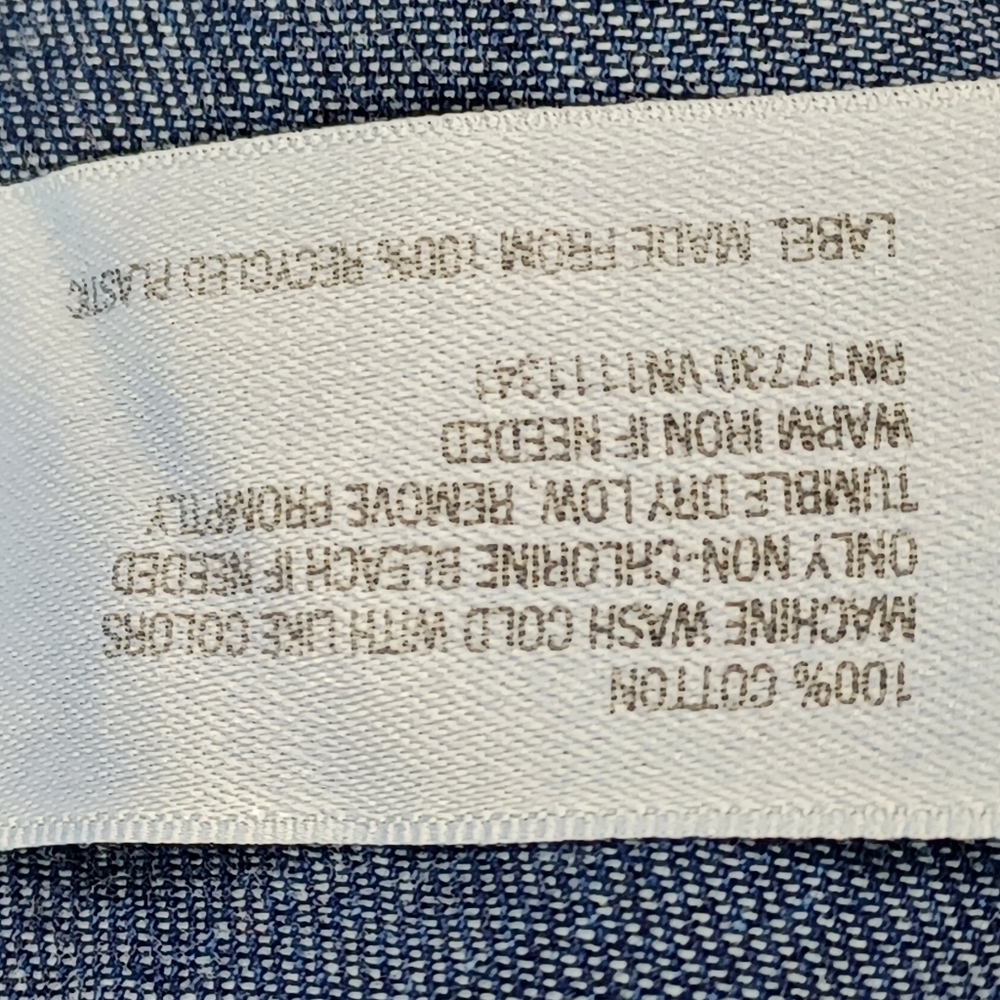 100% COTTON
MACHINE WASH COLD WITH LIKE COLORS
ONLY NON-CHLORINE BLEACH IF NEEDED
TUMBLE DRY LOW, REMOVE PROMPTLY
WARM IRON IF NEEDED
RN17730 VN1111341
LABEL MADE FROM 100% RECYCLED PLASTIC